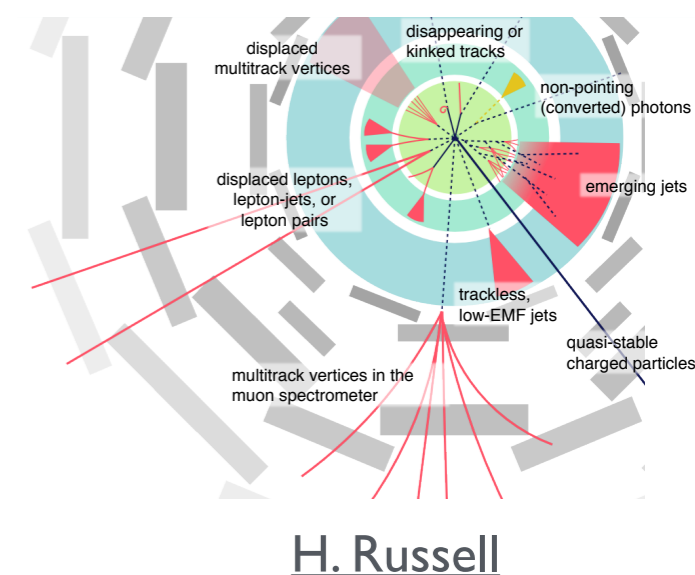 disappearing or
kinked tracks
displaced
multitrack vertices
non-pointing
(converted) photons
displaced leptons,
lepton-jets, or
lepton pairs
emerging jets
trackless,
low-EMF jets
quasi-stable
charged particles
multitrack vertices in the
muon spectrometer
H. Russell